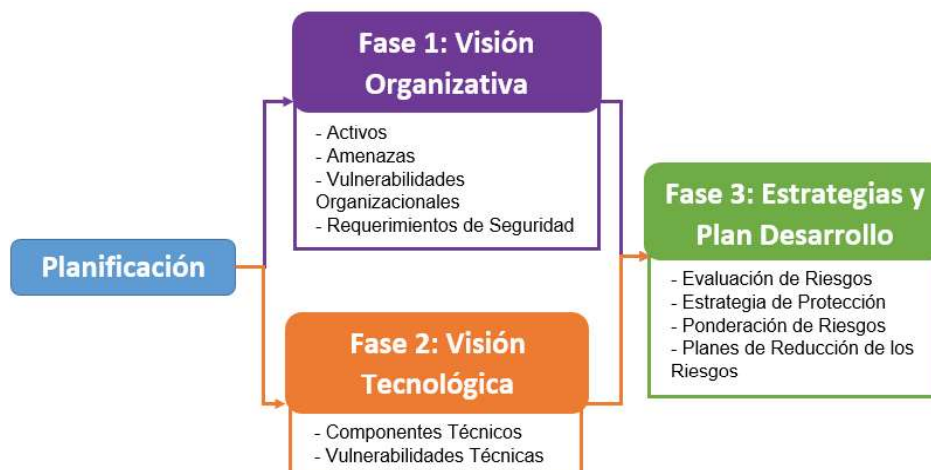 Fase 1: Visión
Organizativa
- Activos
- Amenazas
- Vulnerabilidades
Organizacionales
- Requerimientos de Seguridad
Planificación
Fase 2: Visión
Tecnológica
- Componentes Técnicos
- Vulnerabilidades Técnicas
Fase 3: Estrategias y
Plan Desarrollo
- Evaluación de Riesgos
- Estrategia de Protección
- Ponderación de Riesgos
- Planes de Reducción de los
Riesgos